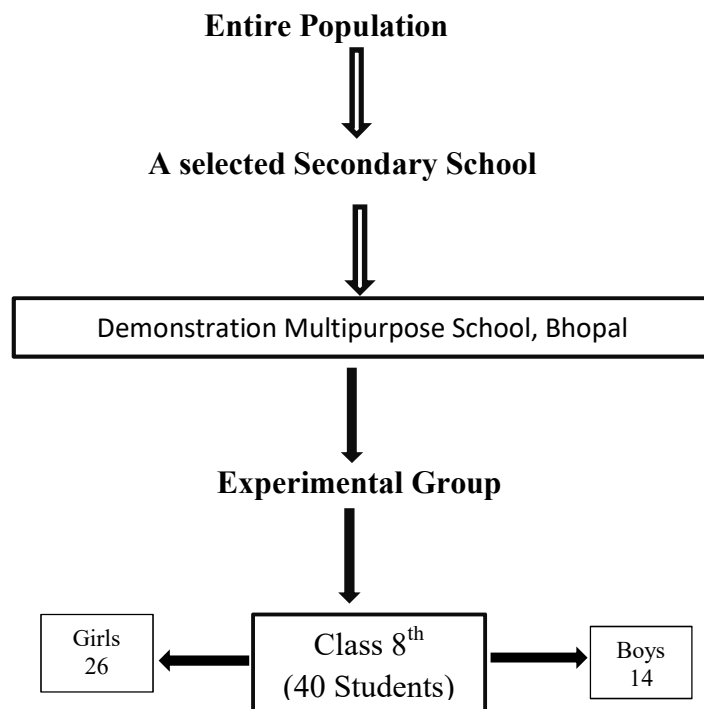 Entire Population
A selected Secondary School
Demonstration Multipurpose School, Bhopal
Experimental Group
Girls
26
Class 8th
(40 Students)
Boys
14